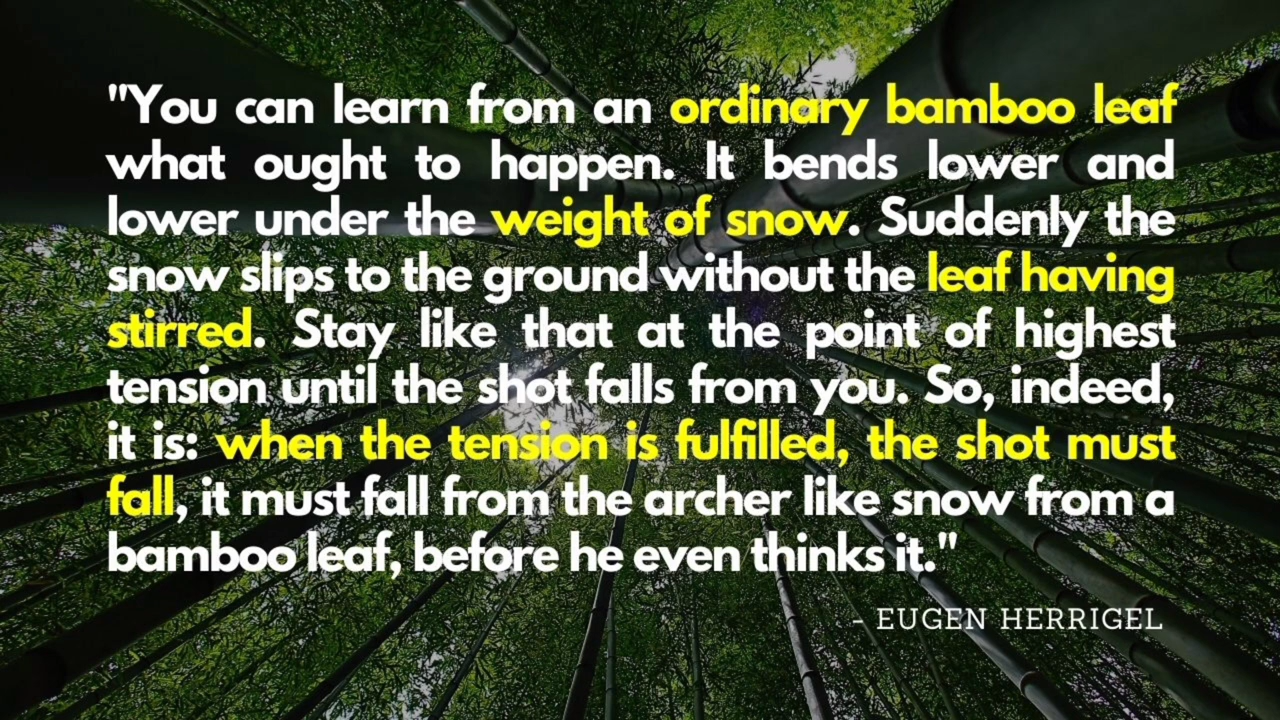 "You can learn from an ordinary bamboo leaf
what ought to happen. It bends lower and
lower under the weight of snow. Suddenly the
snow slips to the ground without the leaf having
stirred. Stay like that at the point of highest
tension until the shot falls from you. So, indeed,
it is: when the tension is fulfilled, the shot must
fall, it must fall from the archer like snow from a
bamboo leaf, before he even thinks it."
- EUGEN HERRIGEL